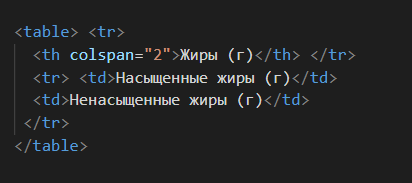 <table> <tr>
<th colspan="2">Жиры (г)</th> </tr>
<tr> <td>Насыщенные жиры (г)</td>
<td>Ненасыщенные жиры (г)</td>
</tr>
</table>